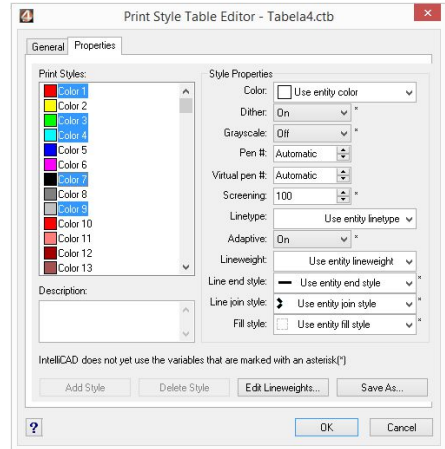 Print Style Table Editor - Tabela4.ctb
General Properties
Print Styles:
Color 1
Color 2
Color 3
Color 4
Color 5
Color 6
Color 7
Color 8
Color 9
Color 10
Color 11
Color 12
Color 13
Description:
Style Properties
Color: Use entity color
Dither: On *
Grayscale: Off *
Pen #: Automatic
Virtual pen #: Automatic
Screening: 100 *
Linetype: Use entity linetype
Adaptive: On *
Lineweight: Use entity lineweight
Line end style: Use entity end style *
Line join style: Use entity join style *
Fill style: Use entity fill style *
IntelliCAD does not yet use the variables that are marked with an asterisk(*)
Add Style Delete Style Edit Lineweights... Save As...
? OK Cancel